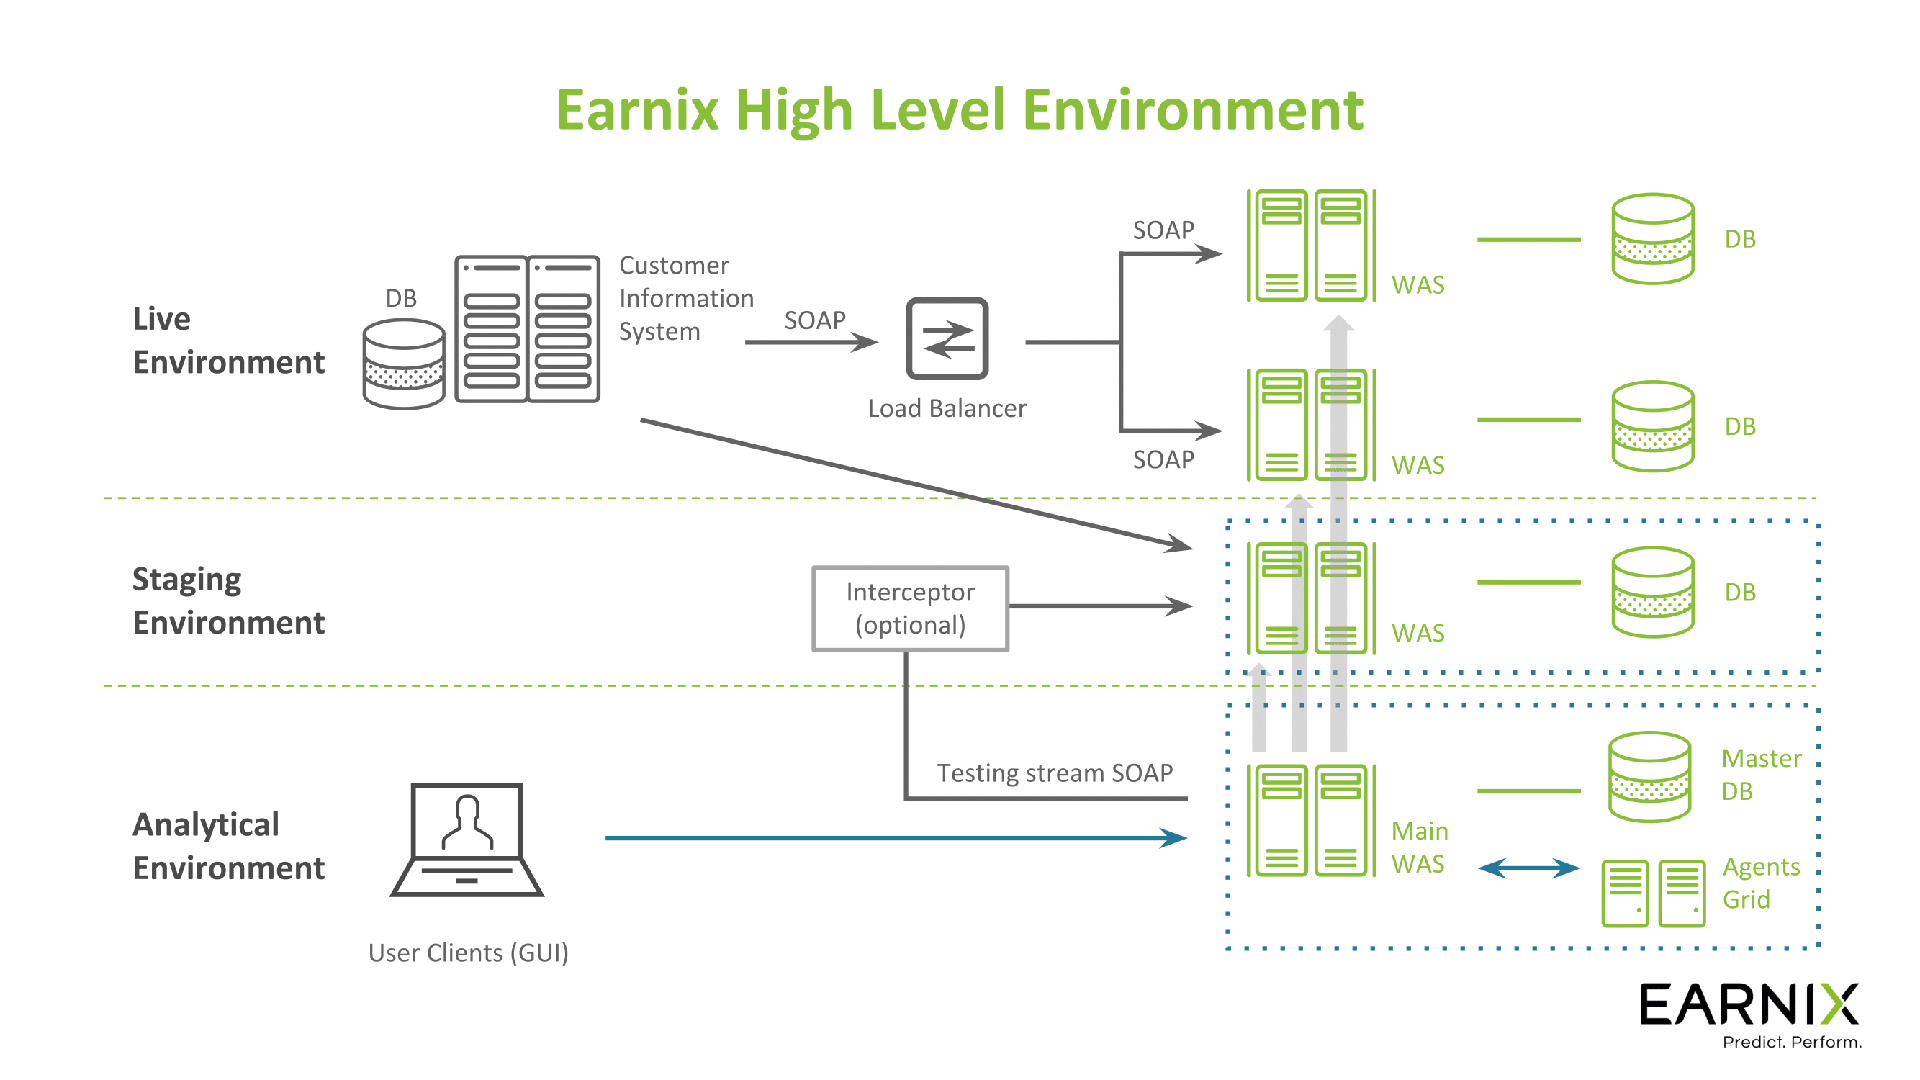 Earnix High Level Environment
Live
Environment
DB
Customer
Information
System
SOAP
Load Balancer
SOAP
SOAP
WAS
DB
WAS
DB
Staging
Environment
Interceptor
(optional)
WAS
DB
Analytical
Environment
User Clients (GUI)
Testing stream SOAP
Main
WAS
Master
DB
Agents
Grid
EARNIX
Predict. Perform.